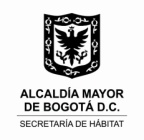 ALCALDÍA MAYOR
DE BOGOTÁ D.C.
SECRETARÍA DE HÁBITAT